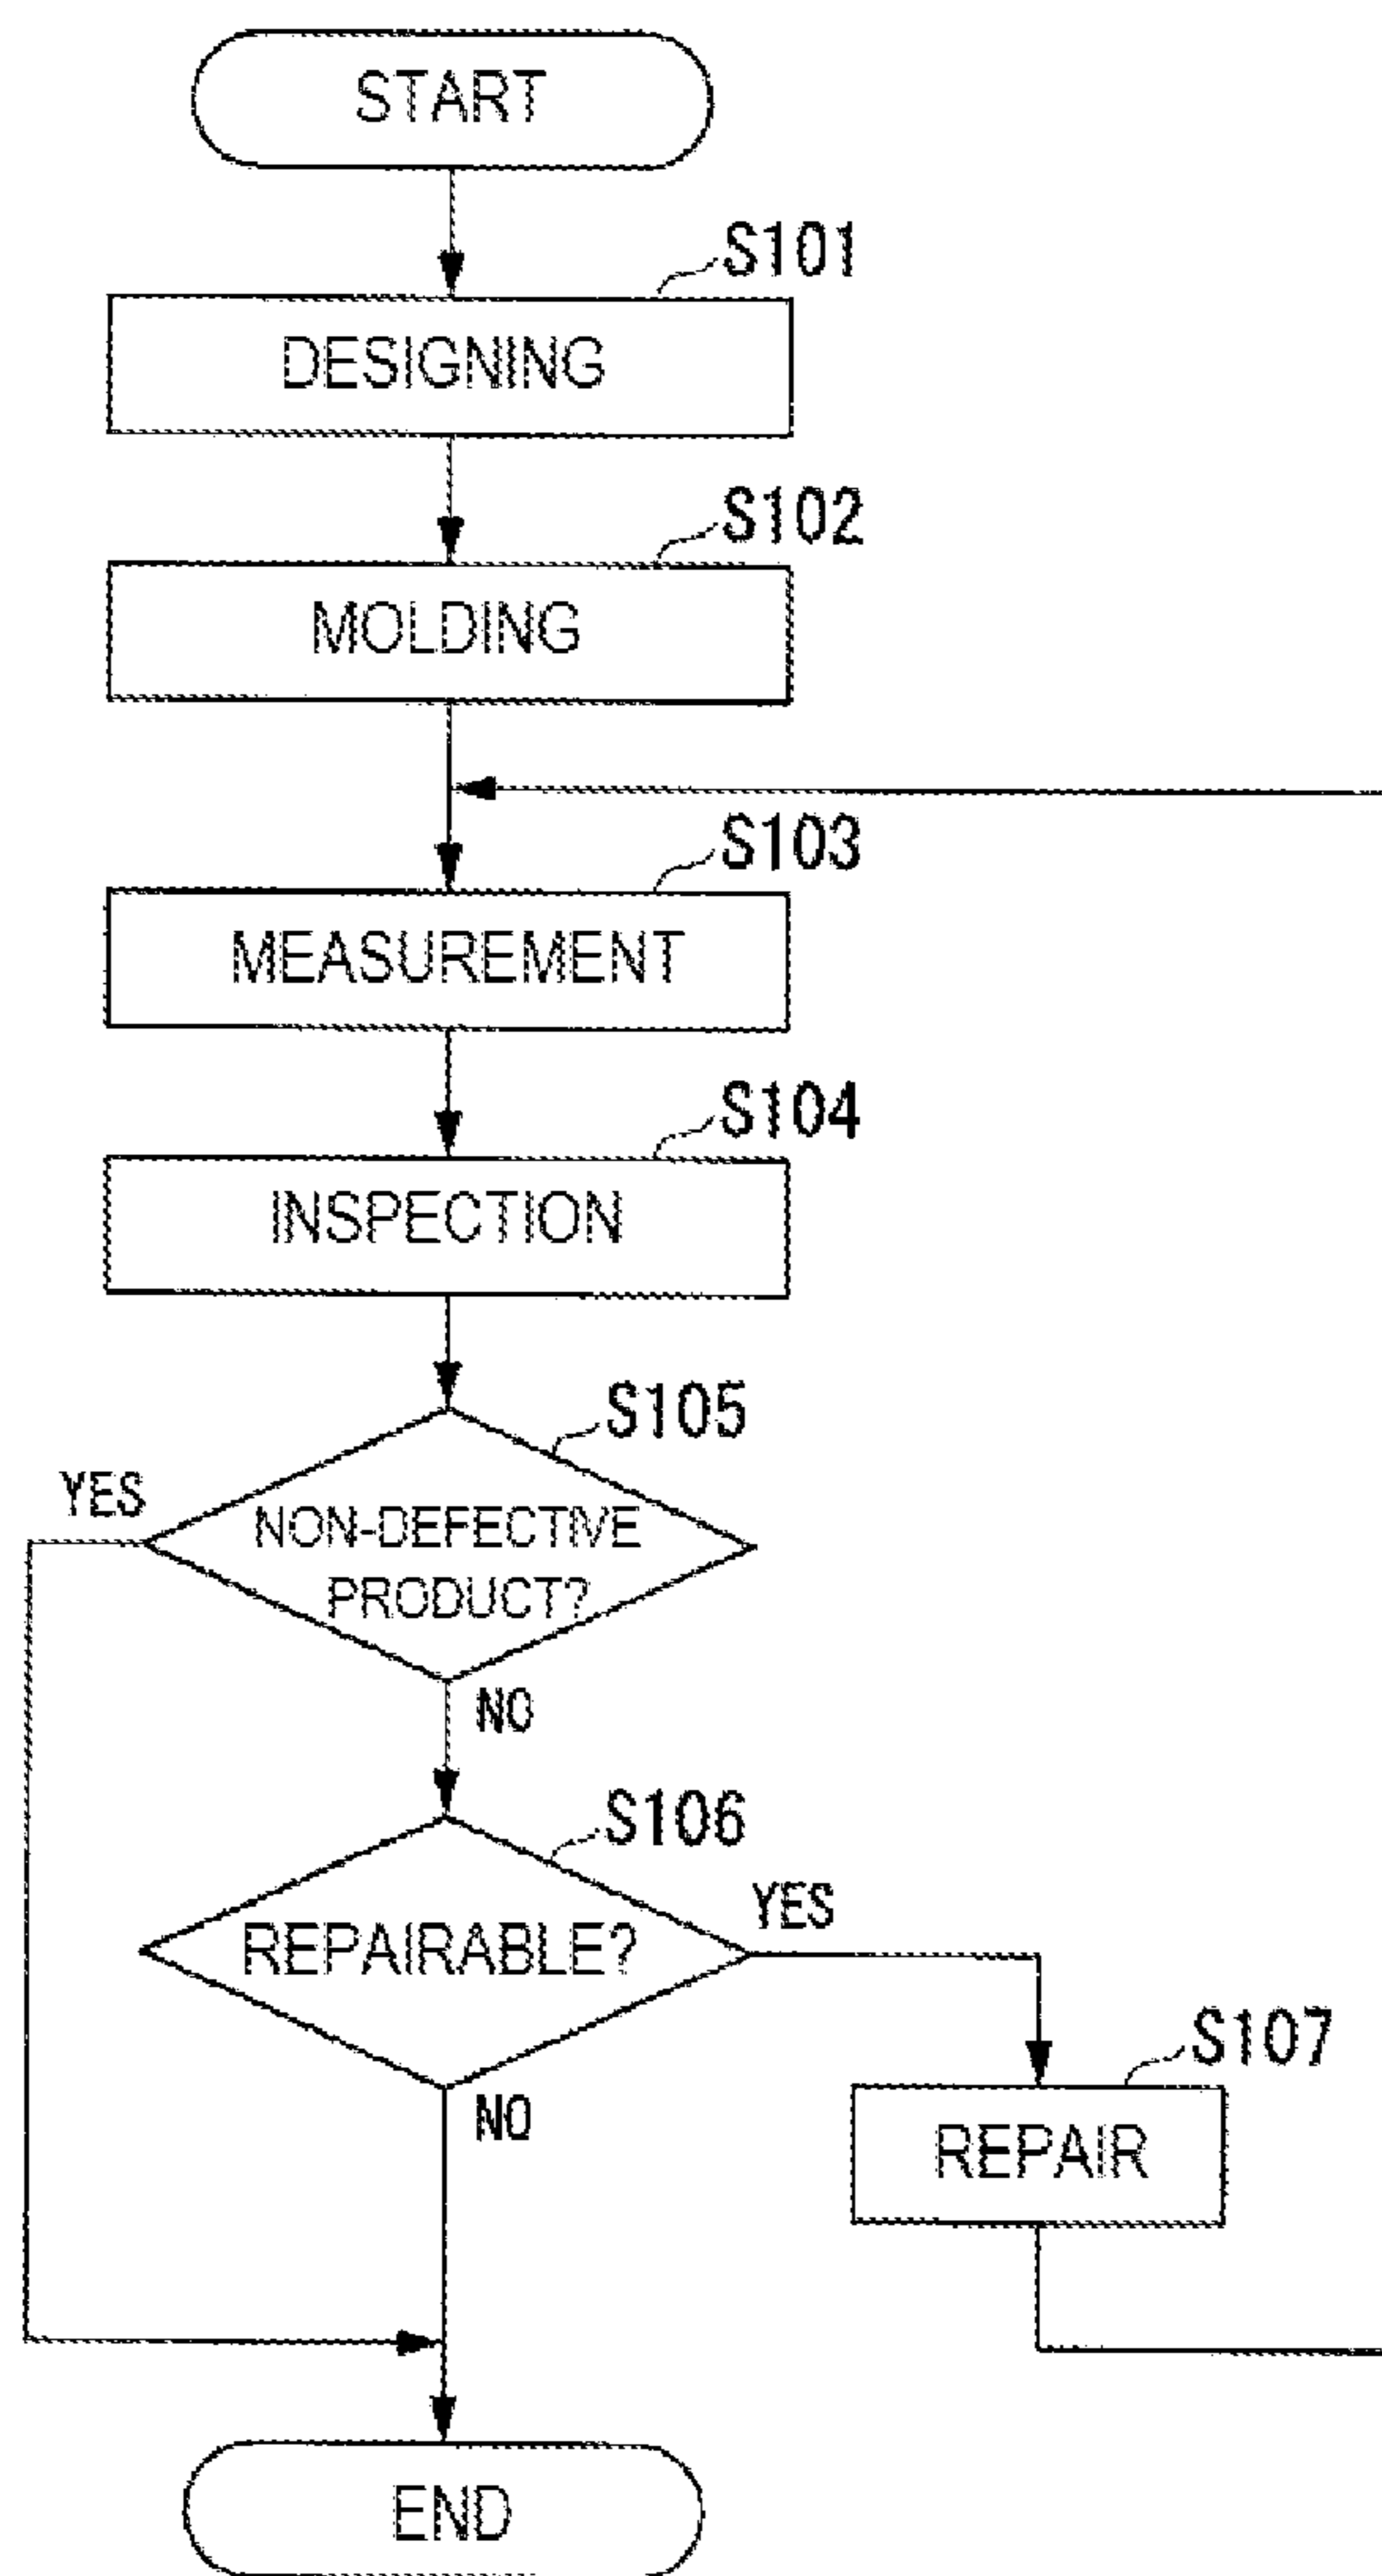 START
S101
DESIGNING
S102
MOLDING
S103
MEASUREMENT
S104
INSPECTION
S105
YES
NON-DEFECTIVE
PRODUCT?
NO
S106
YES
REPAIRABLE?
S107
NO
REPAIR
END